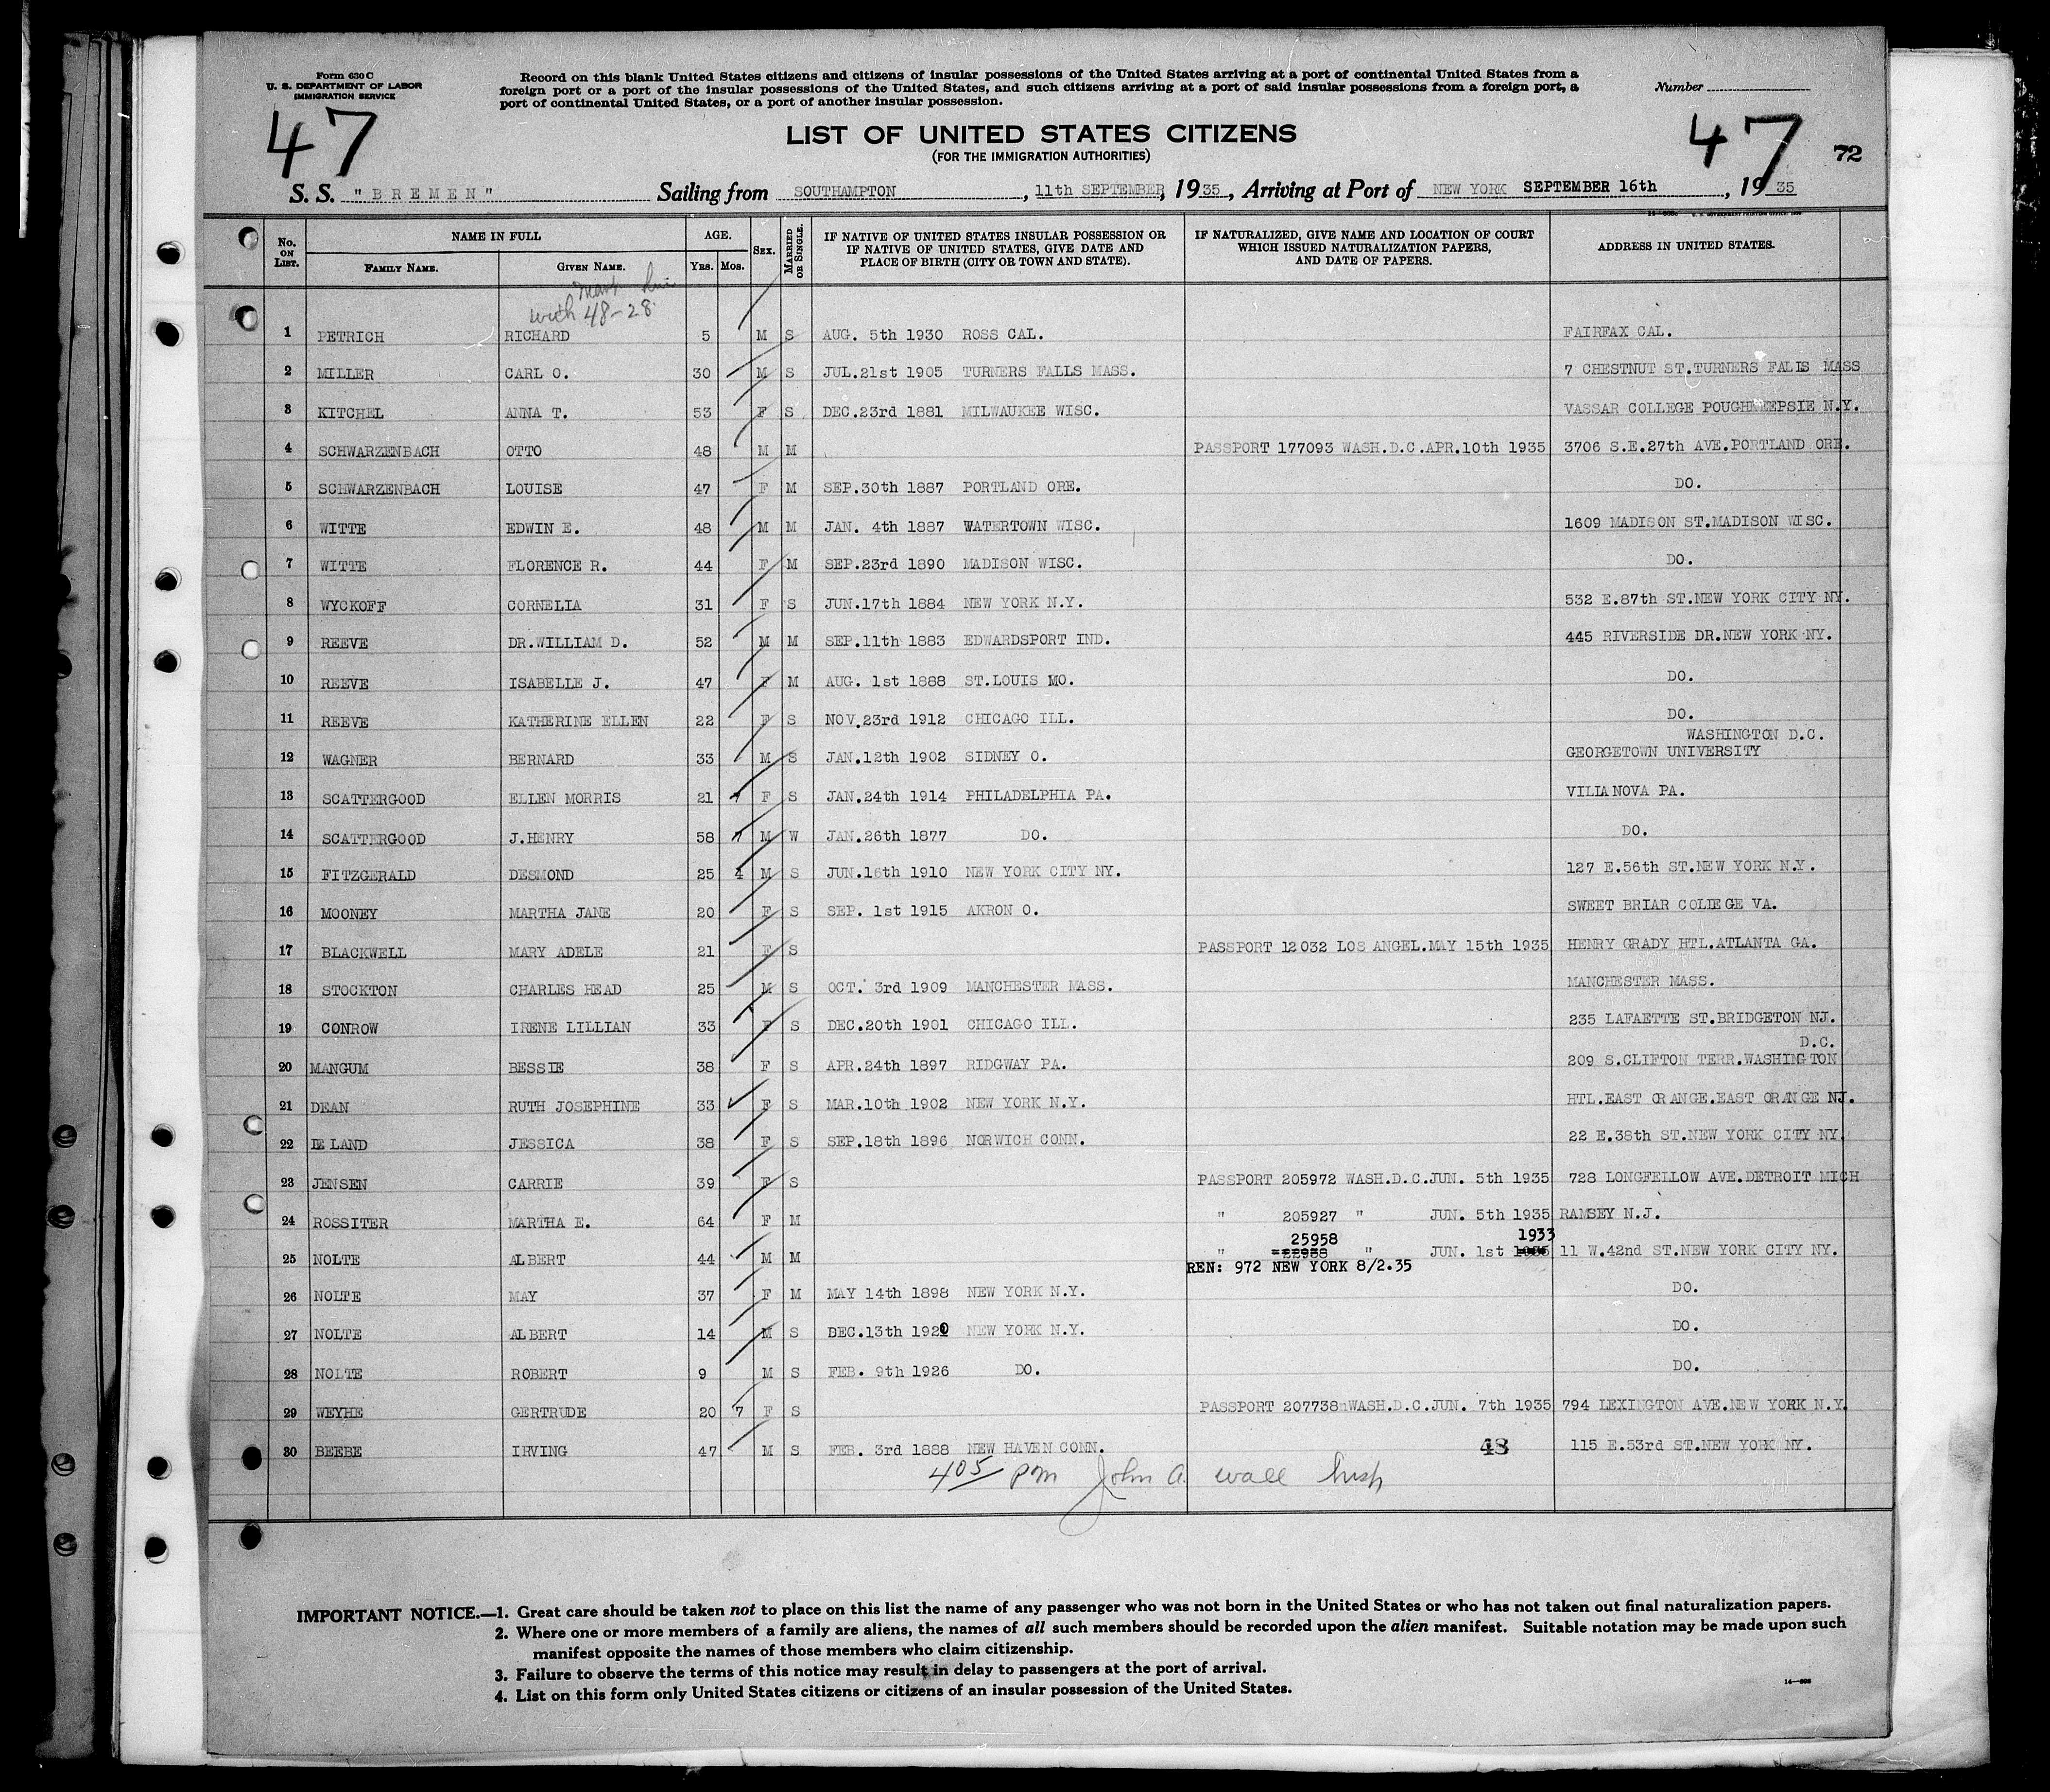 Form 630 C
U. S. DEPARTMENT OF LABOR
IMMIGRATION SERVICE
Record on this blank United States citizens and citizens of insular possessions of the United States arriving at a port of continental United States from a
foreign port or a port of the insular possessions of the United States, and such citizens arriving at a port of said insular possessions from a foreign port, a
port of continental United States, or a port of another insular possession.
Number
47
47
72
LIST OF UNITED STATES CITIZENS
(FOR THE IMMIGRATION AUTHORITIES)
S. S. "BREMEN" Sailing from SOUTHAMPTON, 11th SEPTEMBER, 1935, Arriving at Port of NEW YORK SEPTEMBER 16th, 1935
No. ON LIST. NAME IN FULL FAMILY NAME. GIVEN NAME. AGE. YRS. MOS. SEX. MARRIED OR SINGLE. IF NATIVE OF UNITED STATES INSULAR POSSESSION OR IF NATIVE OF UNITED STATES, GIVE DATE AND PLACE OF BIRTH (CITY OR TOWN AND STATE). IF NATURALIZED, GIVE NAME AND LOCATION OF COURT WHICH ISSUED NATURALIZATION PAPERS, AND DATE OF PAPERS. ADDRESS IN UNITED STATES.
with 48-28
1 PETRICH RICHARD 5 M S AUG. 5th 1930 ROSS CAL. FAIRFAX CAL.
2 MILLER CARL O. 30 M S JUL.21st 1905 TURNERS FALLS MASS. 7 CHESTNUT ST.TURNERS FALLS MASS
3 KITCHEL ANNA T. 53 F S DEC.23rd 1881 MILWAUKEE WISC. VASSAR COLLEGE POUGHKEEPSIE N.Y.
4 SCHWARZENBACH OTTO 48 M M PASSPORT 177093 WASH.D.C.APR.10th 1935 3706 S.E.27th AVE.PORTLAND ORE.
5 SCHWARZENBACH LOUISE 47 F M SEP.30th 1887 PORTLAND ORE. DO.
6 WITTE EDWIN E. 48 M M JAN. 4th 1887 WATERTOWN WISC. 1609 MADISON ST.MADISON WISC.
7 WITTE FLORENCE R. 44 F M SEP.23rd 1890 MADISON WISC. DO.
8 WYCKOFF CORNELIA 31 F S JUN.17th 1884 NEW YORK N.Y. 532 E.87th ST.NEW YORK CITY NY.
9 REEVE DR.WILLIAM D. 52 M M SEP.11th 1883 EDWARDSPORT IND. 445 RIVERSIDE DR.NEW YORK NY.
10 REEVE ISABELLE J. 47 F M AUG. 1st 1888 ST.LOUIS MO. DO.
11 REEVE KATHERINE ELLEN 22 F S NOV.23rd 1912 CHICAGO ILL. DO.
WASHINGTON D.C.
12 WAGNER BERNARD 33 M S JAN.12th 1902 SIDNEY O. GEORGETOWN UNIVERSITY
13 SCATTERGOOD ELLEN MORRIS 21 7 F S JAN.24th 1914 PHILADELPHIA PA. VILLANOVA PA.
14 SCATTERGOOD J.HENRY 58 7 M W JAN.26th 1877 DO. DO.
15 FITZGERALD DESMOND 25 4 M S JUN.16th 1910 NEW YORK CITY NY. 127 E.56th ST.NEW YORK N.Y.
16 MOONEY MARTHA JANE 20 F S SEP. 1st 1915 AKRON O. SWEET BRIAR COLLEGE VA.
17 BLACKWELL MARY ADELE 21 F S PASSPORT 12032 LOS ANGEL.MAY 15th 1935 HENRY GRADY HTL.ATLANTA GA.
18 STOCKTON CHARLES HEAD 25 M S OCT. 3rd 1909 MANCHESTER MASS. MANCHESTER MASS.
19 CONROW IRENE LILLIAN 33 F S DEC.20th 1901 CHICAGO ILL. 235 LAFAETTE ST.BRIDGETON NJ.
D.C.
20 MANGUM BESSIE 38 F S APR.24th 1897 RIDGWAY PA. 209 S.CLIFTON TERR.WASHINGTON
21 DEAN RUTH JOSEPHINE 33 F S MAR.10th 1902 NEW YORK N.Y. HTL.EAST ORANGE.EAST ORANGE NJ.
22 DE LAND JESSICA 38 F S SEP.18th 1896 NORWICH CONN. 22 E.38th ST.NEW YORK CITY NY
23 JENSEN CARRIE 39 F S PASSPORT 205972 WASH.D.C.JUN. 5th 1935 728 LONGFELLOW AVE.DETROIT MICH
24 ROSSITER MARTHA E. 64 F M " 205927 " JUN. 5th 1935 RAMSEY N.J.
25958 1933
25 NOLTE ALBERT 44 M M " " JUN. 1st 11 W.42nd ST.NEW YORK CITY NY.
REN: 972 NEW YORK 8/2.35
26 NOLTE MAY 37 F M MAY 14th 1898 NEW YORK N.Y. DO.
27 NOLTE ALBERT 14 M S DEC.13th 1920 NEW YORK N.Y. DO.
28 NOLTE ROBERT 9 M S FEB. 9th 1926 DO. DO.
29 WEYHE GERTRUDE 20 7 F S PASSPORT 207738 WASH.D.C.JUN. 7th 1935 794 LEXINGTON AVE.NEW YORK N.Y.
30 BEEBE IRVING 47 M S FEB. 3rd 1888 NEW HAVEN CONN. 48 115 E.53rd ST.NEW YORK NY.
405 pm John A. Wall Insp
IMPORTANT NOTICE.—1. Great care should be taken not to place on this list the name of any passenger who was not born in the United States or who has not taken out final naturalization papers.
2. Where one or more members of a family are aliens, the names of all such members should be recorded upon the alien manifest. Suitable notation may be made upon such
manifest opposite the names of those members who claim citizenship.
3. Failure to observe the terms of this notice may result in delay to passengers at the port of arrival.
4. List on this form only United States citizens or citizens of an insular possession of the United States.